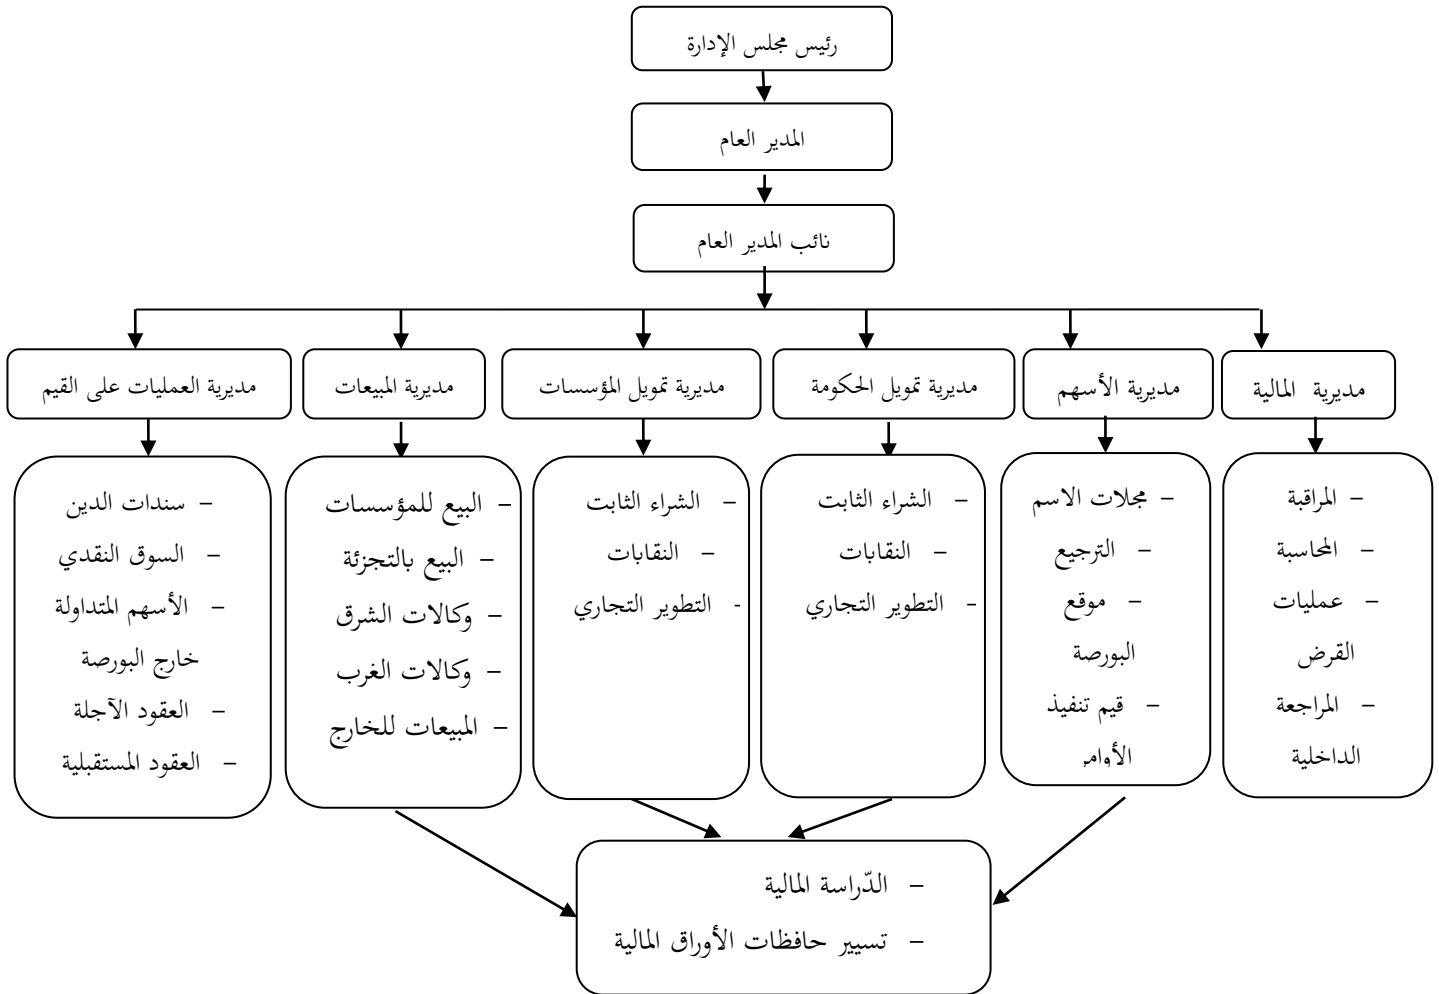 رئيس مجلس الإدارة
المدير العام
نائب المدير العام
مديرية المالية
مديرية الأسهم
مديرية تمويل الحكومة
مديرية تمويل المؤسسات
مديرية المبيعات
مديرية العمليات على القيم
– المراقبة
– المحاسبة
– عمليات
القرض
– المراجعة
الداخلية
– مجلات الاسم
– الترجيع
– موقع
البورصة
– قيم تنفيذ
الأوامر
– الشراء الثابت
– النقابات
- التطوير التجاري
– الشراء الثابت
– النقابات
- التطوير التجاري
– البيع للمؤسسات
– البيع بالتجزئة
– وكالات الشرق
– وكالات الغرب
– المبيعات للخارج
– سندات الدين
– السوق النقدي
– الأسهم المتداولة
خارج البورصة
– العقود الآجلة
– العقود المستقبلية
– الدّراسة المالية
– تسيير حافظات الأوراق المالية